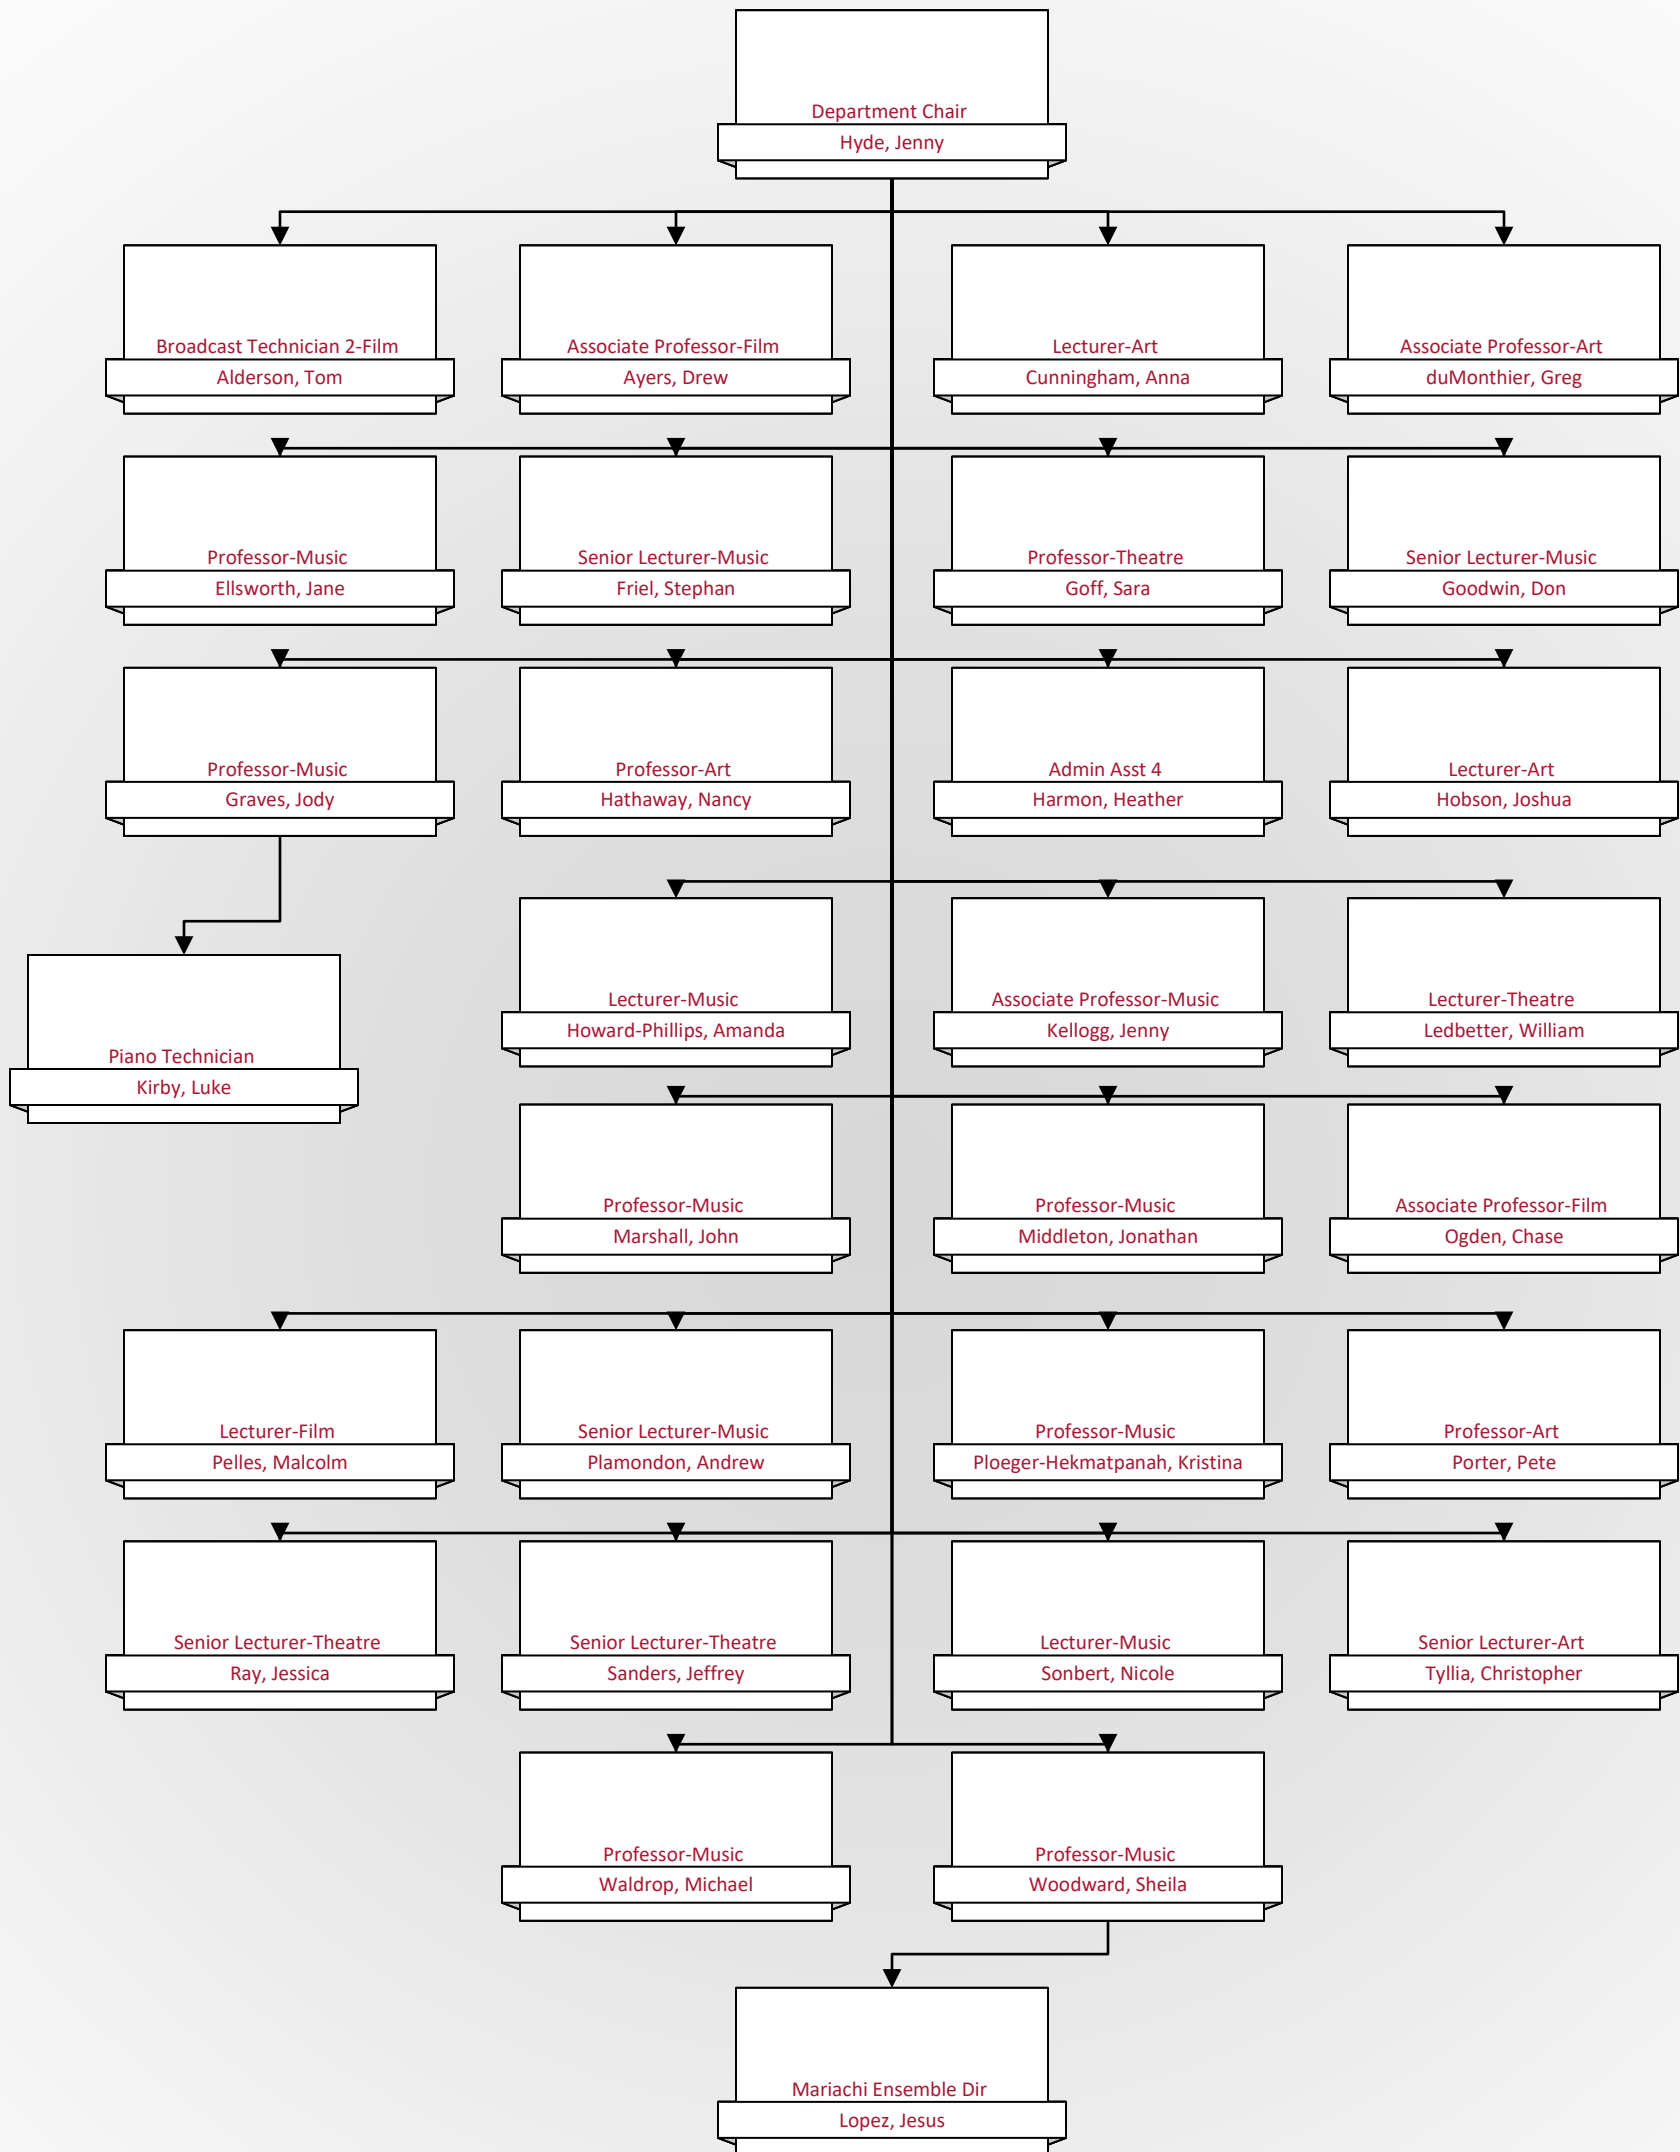 Department Chair
Hyde, Jenny
Broadcast Technician 2-Film
Alderson, Tom
Associate Professor-Film
Ayers, Drew
Lecturer-Art
Cunningham, Anna
Associate Professor-Art
duMonthier, Greg
Professor-Music
Ellsworth, Jane
Senior Lecturer-Music
Friel, Stephan
Professor-Theatre
Goff, Sara
Senior Lecturer-Music
Goodwin, Don
Professor-Music
Graves, Jody
Professor-Art
Hathaway, Nancy
Admin Asst 4
Harmon, Heather
Lecturer-Art
Hobson, Joshua
Lecturer-Music
Howard-Phillips, Amanda
Associate Professor-Music
Kellogg, Jenny
Lecturer-Theatre
Ledbetter, William
Piano Technician
Kirby, Luke
Professor-Music
Marshall, John
Professor-Music
Middleton, Jonathan
Associate Professor-Film
Ogden, Chase
Lecturer-Film
Pelles, Malcolm
Senior Lecturer-Music
Plamondon, Andrew
Professor-Music
Ploeger-Hekmatpanah, Kristina
Professor-Art
Porter, Pete
Senior Lecturer-Theatre
Ray, Jessica
Senior Lecturer-Theatre
Sanders, Jeffrey
Lecturer-Music
Sonbert, Nicole
Senior Lecturer-Art
Tyllia, Christopher
Professor-Music
Waldrop, Michael
Professor-Music
Woodward, Sheila
Mariachi Ensemble Dir
Lopez, Jesus